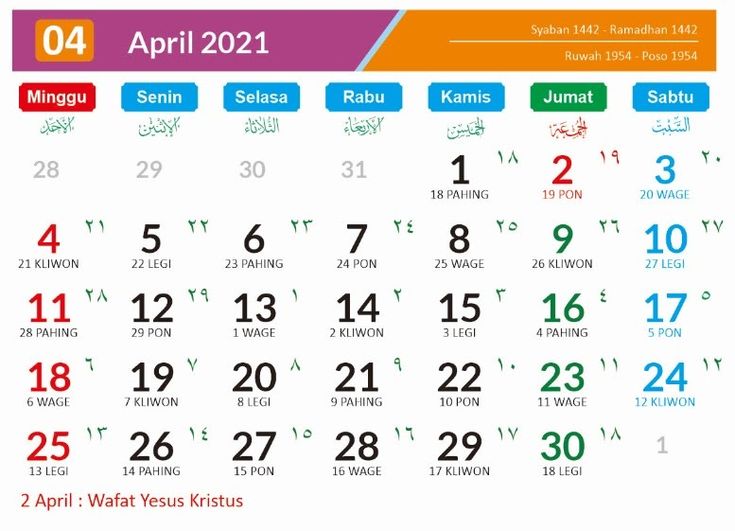 04 April 2021
Syaban 1442 - Ramadhan 1442
Ruwah 1954 - Poso 1954
Minggu Senin Selasa Rabu Kamis Jumat Sabtu
الأحد الإثنين الثلاثاء الأربعاء الخميس الجمعة السبت
28 29 30 31 1 ١٨ 2 ١٩ 3 ٢٠
18 PAHING 19 PON 20 WAGE
4 ٢١ 5 ٢٢ 6 ٢٣ 7 ٢٤ 8 ٢٥ 9 ٢٦ 10 ٢٧
21 KLIWON 22 LEGI 23 PAHING 24 PON 25 WAGE 26 KLIWON 27 LEGI
11 ٢٨ 12 ٢٩ 13 ١ 14 ٢ 15 ٣ 16 ٤ 17 ٥
28 PAHING 29 PON 1 WAGE 2 KLIWON 3 LEGI 4 PAHING 5 PON
18 ٦ 19 ٧ 20 ٨ 21 ٩ 22 ١٠ 23 ١١ 24 ١٢
6 WAGE 7 KLIWON 8 LEGI 9 PAHING 10 PON 11 WAGE 12 KLIWON
25 ١٣ 26 ١٤ 27 ١٥ 28 ١٦ 29 ١٧ 30 ١٨ 1
13 LEGI 14 PAHING 15 PON 16 WAGE 17 KLIWON 18 LEGI
2 April : Wafat Yesus Kristus